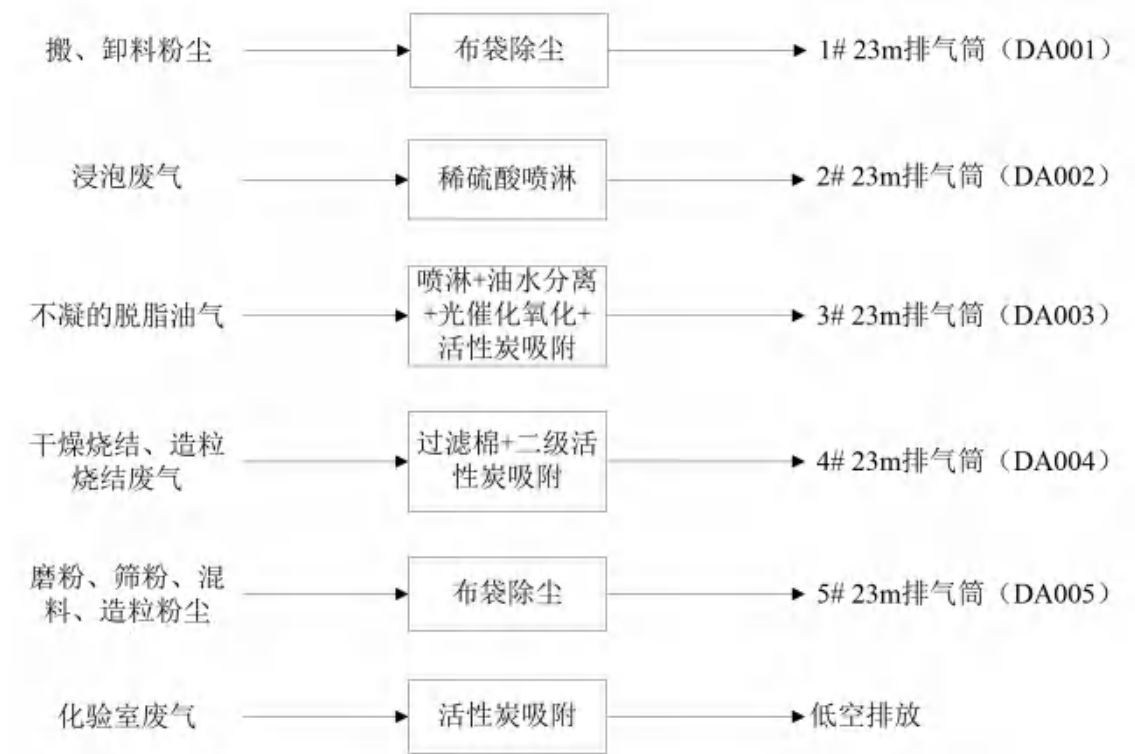 搬、卸料粉尘
布袋除尘
1# 23m排气筒（DA001）
浸泡废气
稀硫酸喷淋
2# 23m排气筒（DA002）
不凝的脱脂油气
喷淋+油水分离
+光催化氧化+
活性炭吸附
3# 23m排气筒（DA003）
干燥烧结、造粒
烧结废气
过滤棉+二级活
性炭吸附
4# 23m排气筒（DA004）
磨粉、筛粉、混
料、造粒粉尘
布袋除尘
5# 23m排气筒（DA005）
化验室废气
活性炭吸附
低空排放